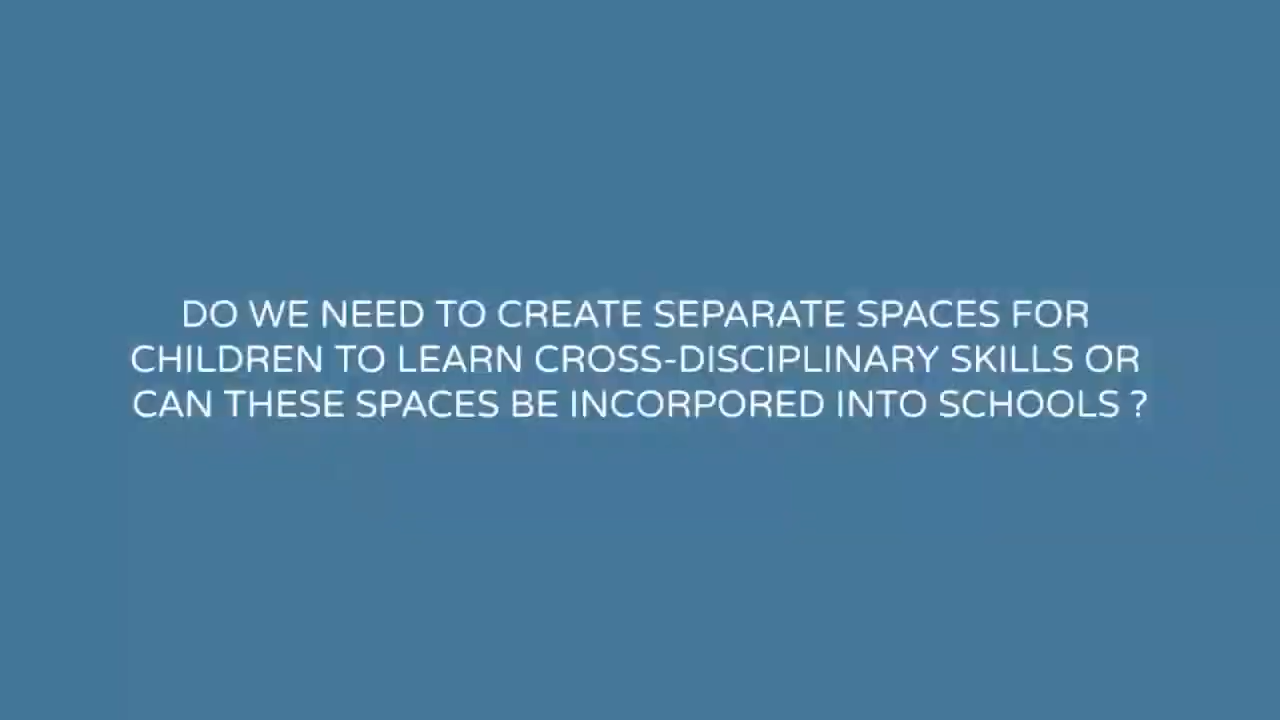 DO WE NEED TO CREATE SEPARATE SPACES FOR
CHILDREN TO LEARN CROSS-DISCIPLINARY SKILLS OR
CAN THESE SPACES BE INCORPORED INTO SCHOOLS ?